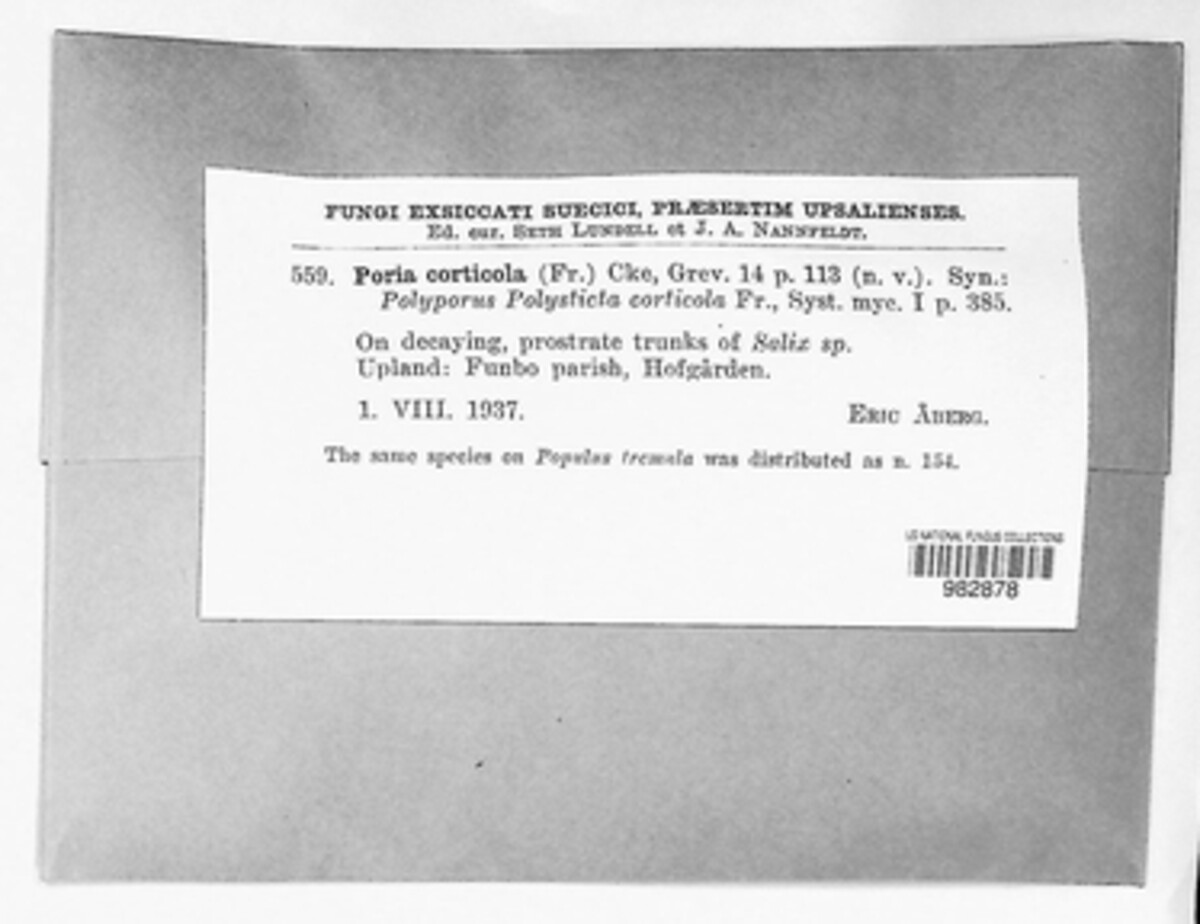 FUNGI EXSICCATI SUECICI, PRÆSERTIM UPSALIENSES.
Ed. cur. SETH LUNDELL et J. A. NANNFELDT.
559. Poria corticola (Fr.) Cke, Grev. 14 p. 113 (n. v.). Syn.:
Polyporus Polysticta corticola Fr., Syst. myc. I p. 385.
On decaying, prostrate trunks of Salix sp.
Upland: Funbo parish, Hofgården.
1. VIII. 1937. ERIC ÅBERG.
The same species on Populus tremula was distributed as n. 154.
US NATIONAL FUNGUS COLLECTIONS
982878